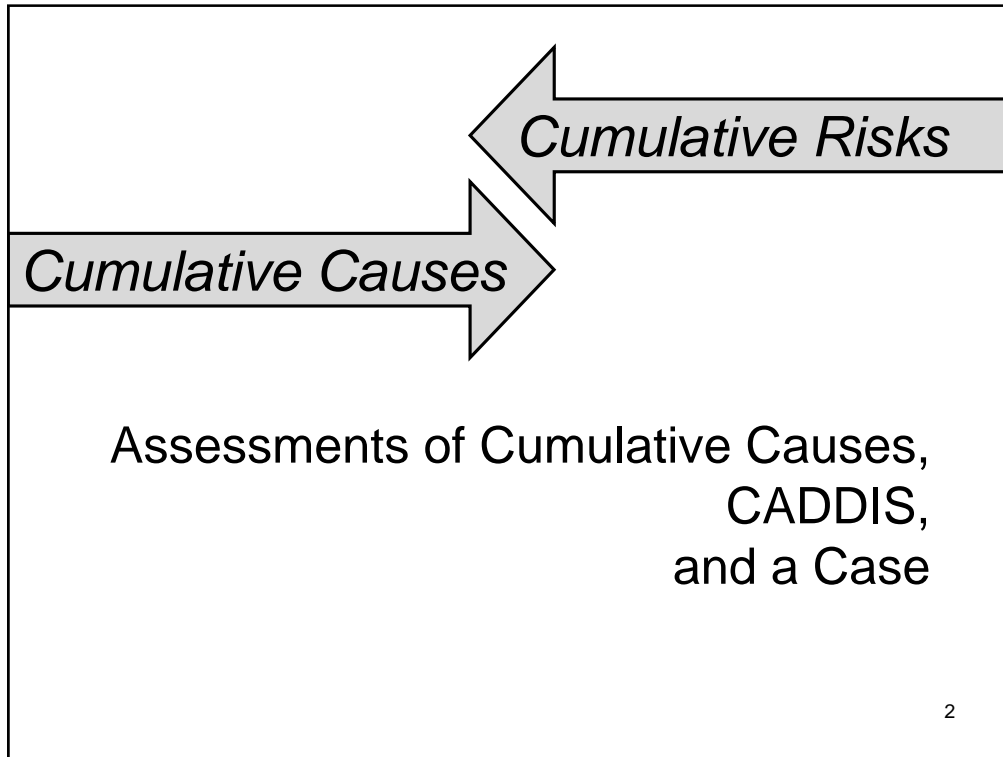 Cumulative Risks
Cumulative Causes
Assessments of Cumulative Causes,
CADDIS,
and a Case
2